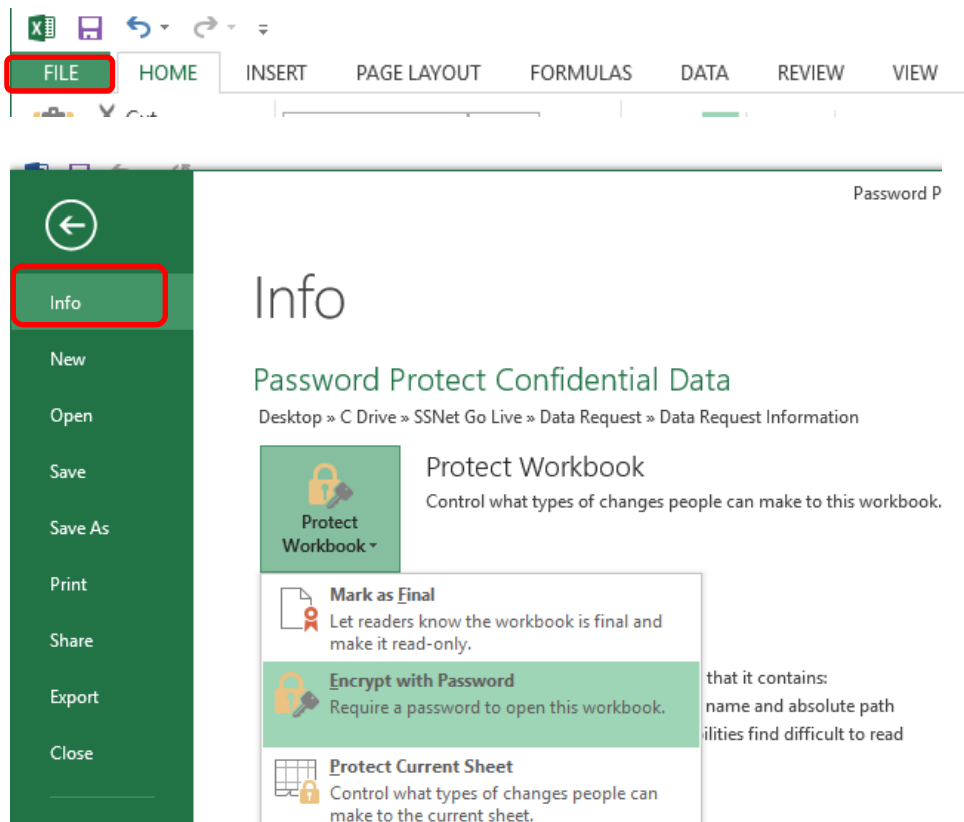 FILE HOME INSERT PAGE LAYOUT FORMULAS DATA REVIEW VIEW
Password P
Info
Info
New
Password Protect Confidential Data
Open
Desktop » C Drive » SSNet Go Live » Data Request » Data Request Information
Save
Protect Workbook
Control what types of changes people can make to this workbook.
Protect
Workbook
Save As
Print
Mark as Final
Let readers know the workbook is final and
make it read-only.
Share
Encrypt with Password
Require a password to open this workbook.
that it contains:
name and absolute path
ilities find difficult to read
Export
Close
Protect Current Sheet
Control what types of changes people can
make to the current sheet.